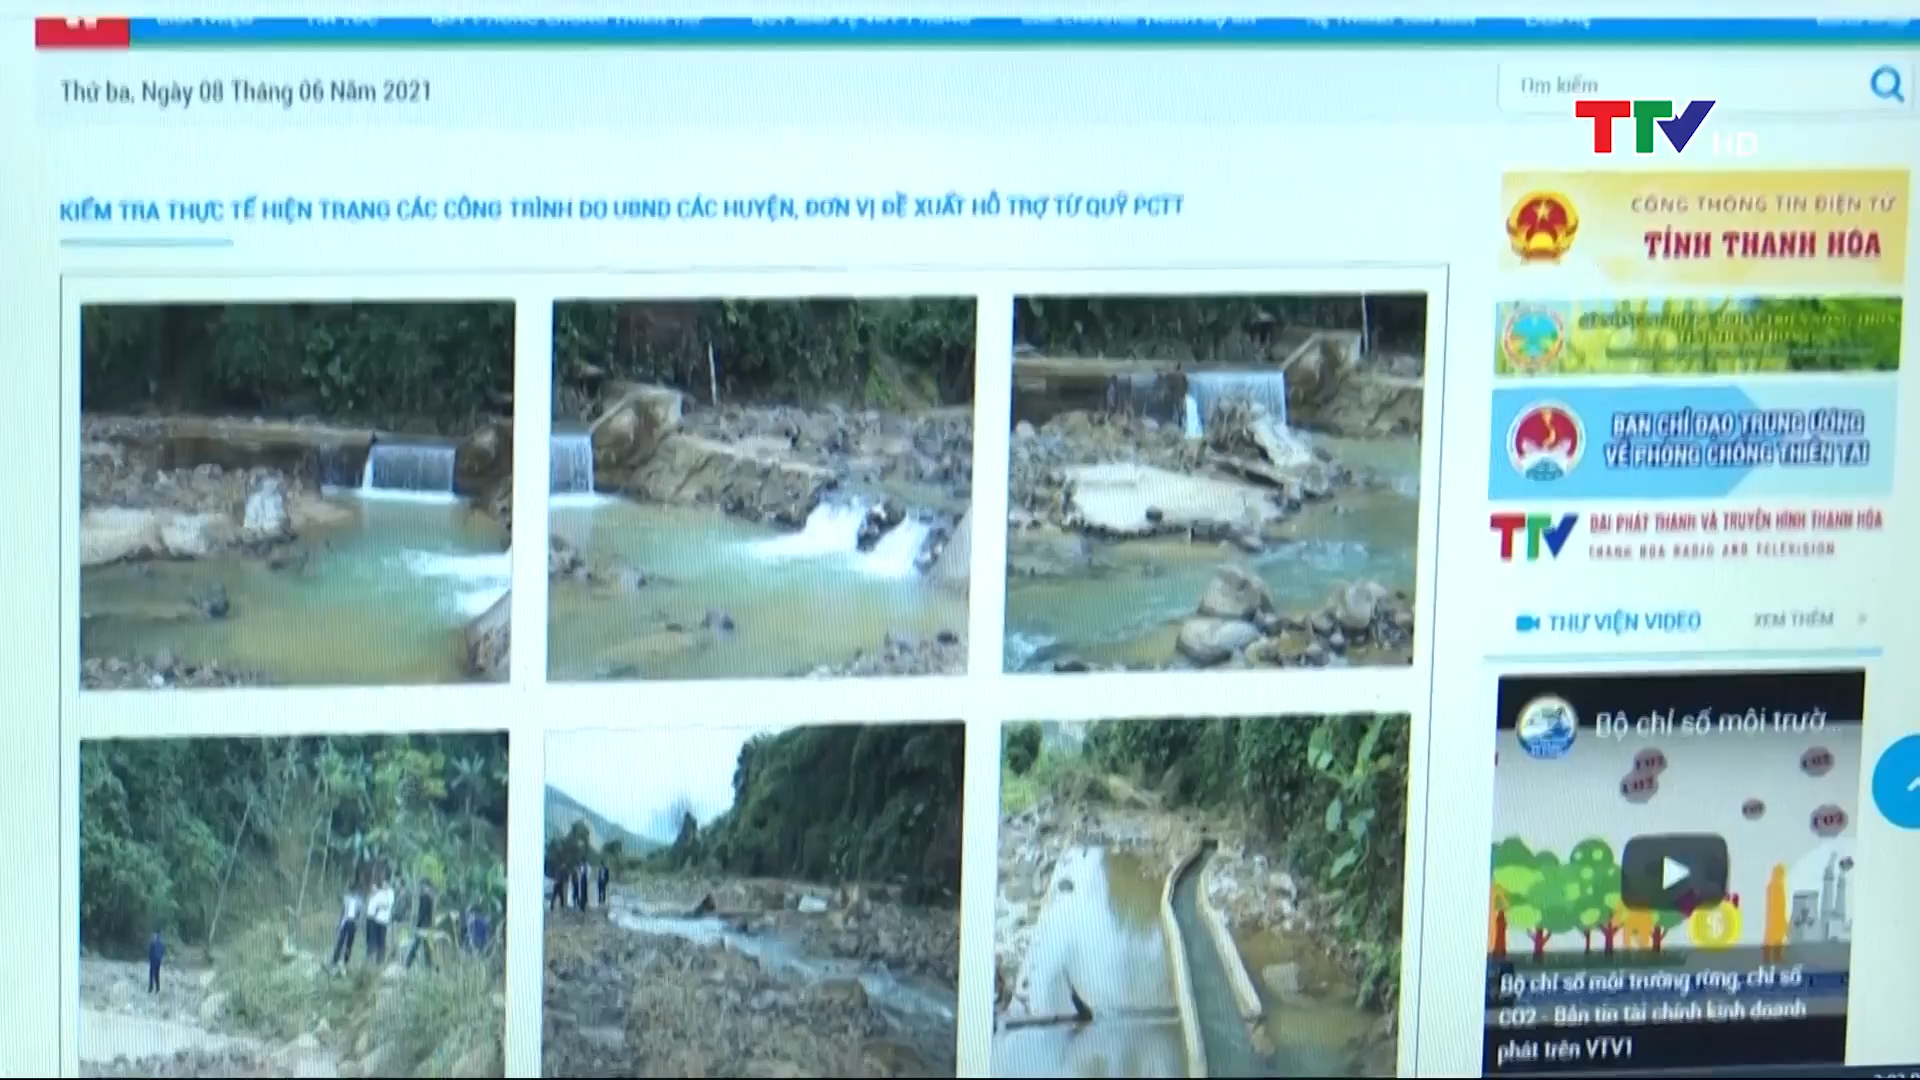 Thứ ba, Ngày 08 Tháng 06 Năm 2021
Tìm kiếm
TTV HD
KIỂM TRA THỰC TẾ HIỆN TRẠNG CÁC CÔNG TRÌNH DO UBND CÁC HUYỆN, ĐƠN VỊ ĐỀ XUẤT HỖ TRỢ TỪ QUỸ PCTT
CỔNG THÔNG TIN ĐIỆN TỬ
TỈNH THANH HÓA
BAN CHỈ ĐẠO TRUNG ƯƠNG
VỀ PHÒNG CHỐNG THIÊN TAI
TTV ĐÀI PHÁT THANH VÀ TRUYỀN HÌNH THANH HÓA
THANH HOA RADIO AND TELEVISION
THƯ VIỆN VIDEO XEM THÊM
Bộ chỉ số môi trườ...
CO2
CO2
CO2
CO2
CO2
$
Bộ chỉ số môi trường rừng, chỉ số
CO2 - Bản tin tài chính kinh doanh
phát trên VTV1